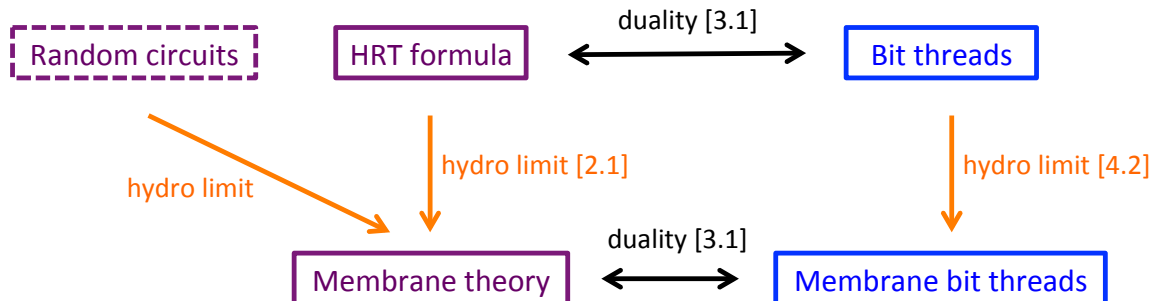 duality [3.1]
Random circuits
HRT formula
Bit threads
hydro limit
hydro limit [2.1]
hydro limit [4.2]
duality [3.1]
Membrane theory
Membrane bit threads